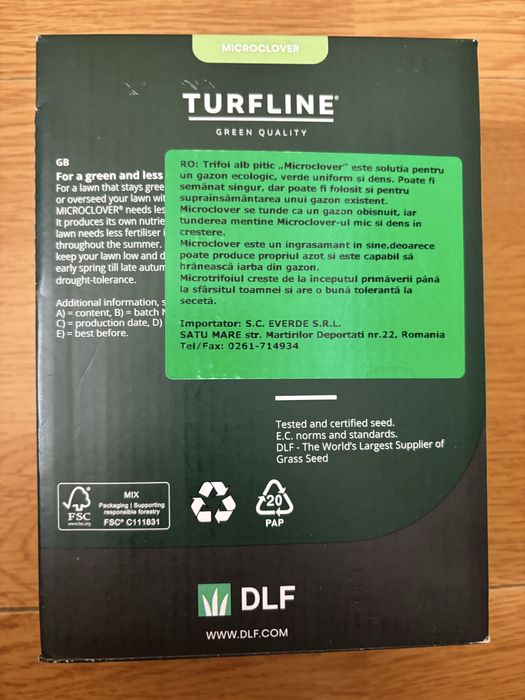 MICROCLOVER
TURFLINE®
GREEN QUALITY
GB
For a green and less
For a lawn that stays gree
or overseed your lawn wit
MICROCLOVER® needs les
It produces its own nutrie
lawn needs less fertiliser i
throughout the summer.
keep your lawn low and d
early spring till late autum
drought-tolerance.
Additional information, s
A) = content, B) = batch N
C) = production date, D)
E) = best before.
RO: Trifoi alb pitic „Microclover" este solutia pentru
un gazon ecologic, verde uniform si dens. Poate fi
semănat singur, dar poate fi folosit si pentru
supraînsământarea unui gazon existent.
Microclover se tunde ca un gazon obisnuit, iar
tunderea mentine Microclover-ul mic si dens in
crestere.
Microclover este un ingrasamant in sine,deoarece
poate produce propriul azot si este capabil să
hrănească iarba din gazon.
Microtrifoiul creste de la inceputul primăverii până
la sfârsitul toamnei si are o bună tolerantă la
secetă.
Importator: S.C. EVERDE S.R.L.
SATU MARE str. Martirilor Deportati nr.22, Romania
Tel/Fax: 0261-714934
Tested and certified seed.
E.C. norms and standards.
DLF - The World's Largest Supplier of
Grass Seed
FSC
www.fsc.org
MIX
Packaging | Supporting
responsible forestry
FSC® C111831
20
PAP
DLF
WWW.DLF.COM